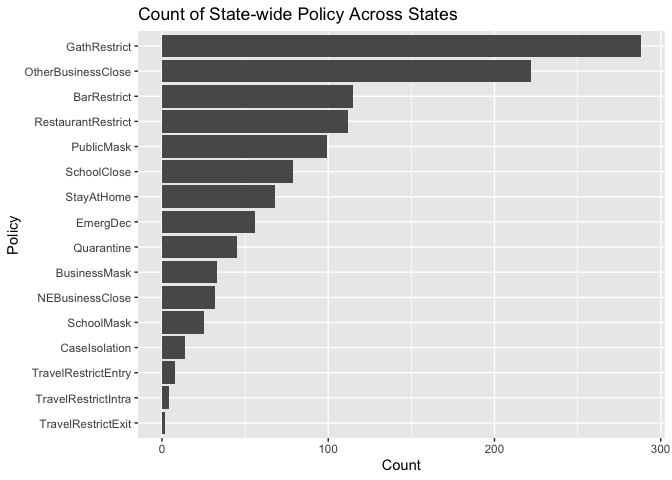 Count of State-wide Policy Across States
Policy
GathRestrict
OtherBusinessClose
BarRestrict
RestaurantRestrict
PublicMask
SchoolClose
StayAtHome
EmergDec
Quarantine
BusinessMask
NEBusinessClose
SchoolMask
CaseIsolation
TravelRestrictEntry
TravelRestrictIntra
TravelRestrictExit
0 100 200 300
Count